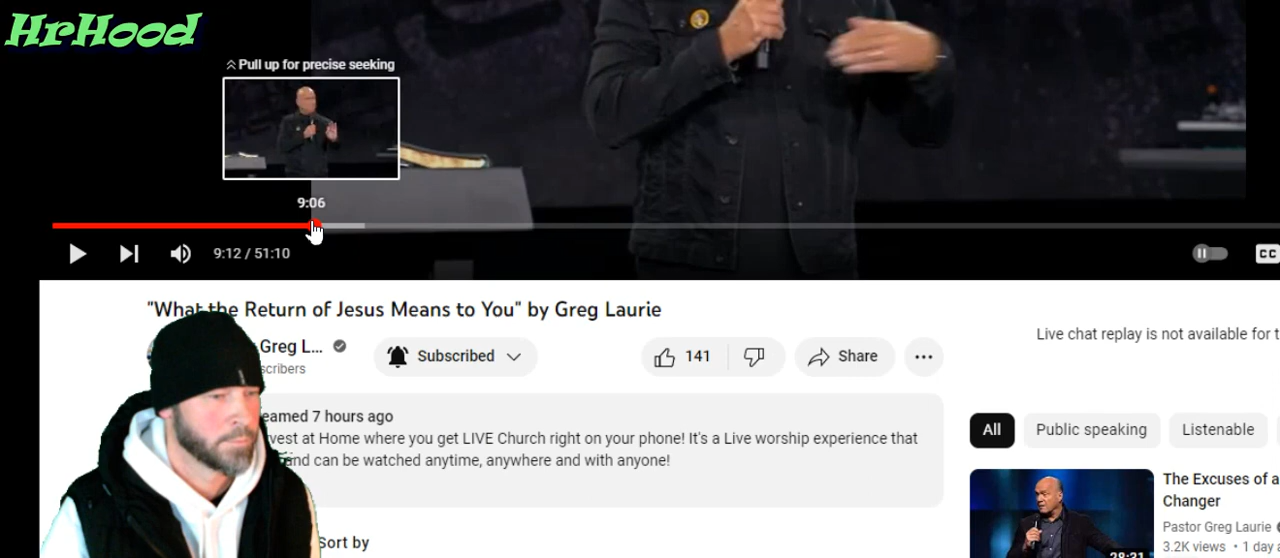 HrHood
Pull up for precise seeking
9:06
9:12 / 51:10
CC
"What the Return of Jesus Means to You" by Greg Laurie
Greg L...
Subscribed
141
Share
Live chat replay is not available for
7 hours ago
at Home where you get LIVE Church right on your phone! It's a Live worship experience that
and can be watched anytime, anywhere and with anyone!
All
Public speaking
Listenable
The Excuses of a
Changer
Pastor Greg Laurie
3.2K views • 1 day
28:31
Sort by